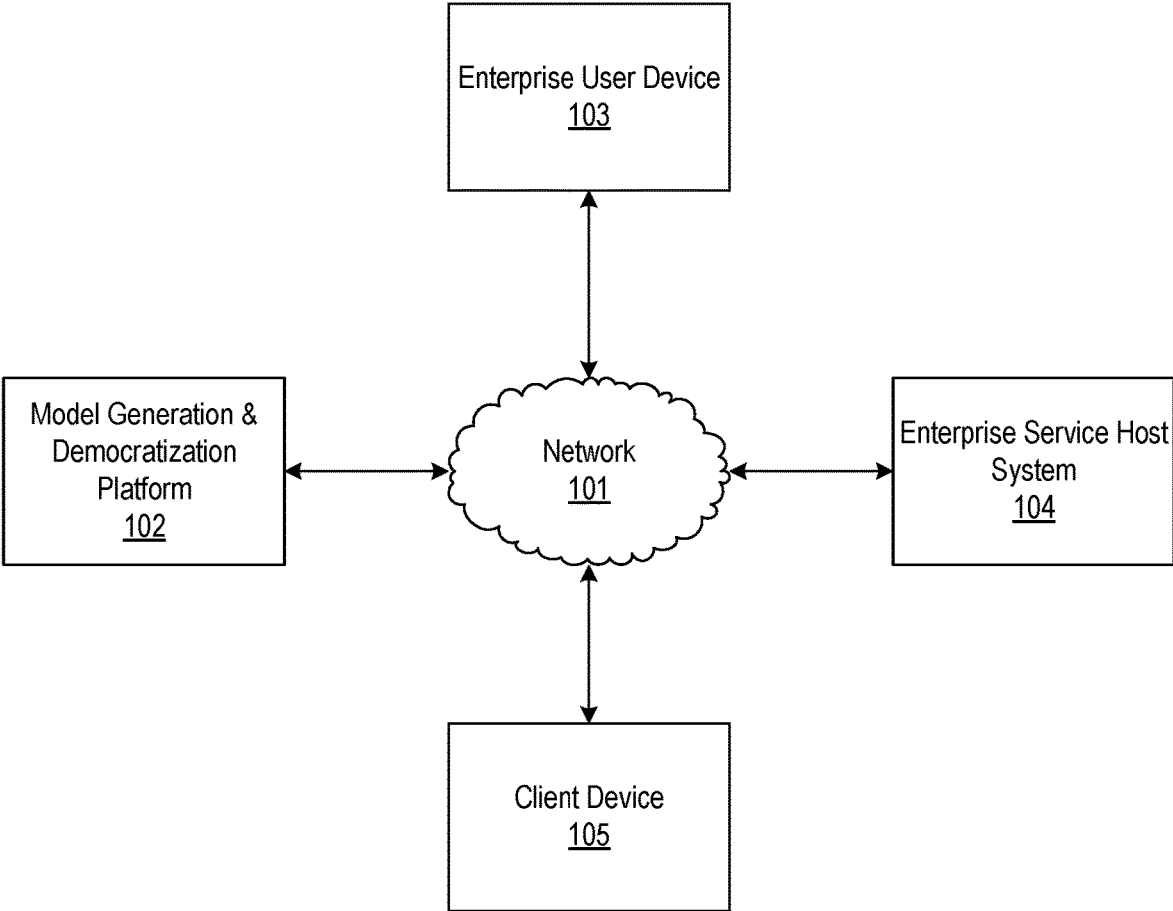 Enterprise User Device
103
Model Generation &
Democratization
Platform
102
Network
101
Enterprise Service Host
System
104
Client Device
105